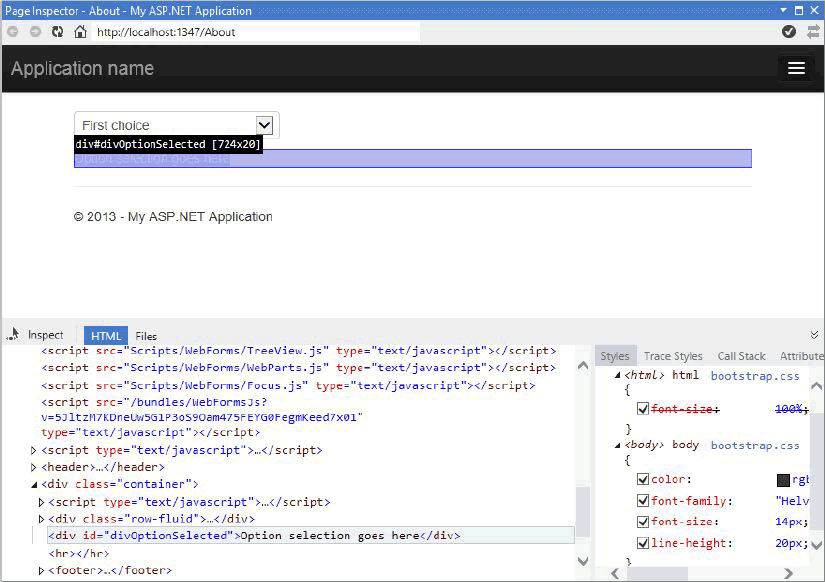 Page Inspector - About - My ASP.NET Application
http://localhost:1347/About
Application name
First choice
div#divOptionSelected [724x20]
Option selection goes here
© 2013 - My ASP.NET Application
Inspect
HTML
Files
<script src="Scripts/WebForms/TreeView.js" type="text/javascript"></script>
<script src="Scripts/WebForms/WebParts.js" type="text/javascript"></script>
<script src="Scripts/WebForms/Focus.js" type="text/javascript"></script>
<script src="/bundles/WebFormsJs?
type="text/javascript"></script>
<script type="text/javascript">…</script>
<header>…</header>
<div class="container">
<script type="text/javascript">…</script>
<div class="row-fluid">…</div>
<div id="divOptionSelected">Option selection goes here</div>
<hr></hr>
<footer>…</footer>
Styles Trace Styles Call Stack Attribute
<html> html bootstrap.css
{
font-size: 100%;
}
<body> body bootstrap.css
{
color: rgb
font-family: "Helv
font-size: 14px;
line-height: 20px;
}